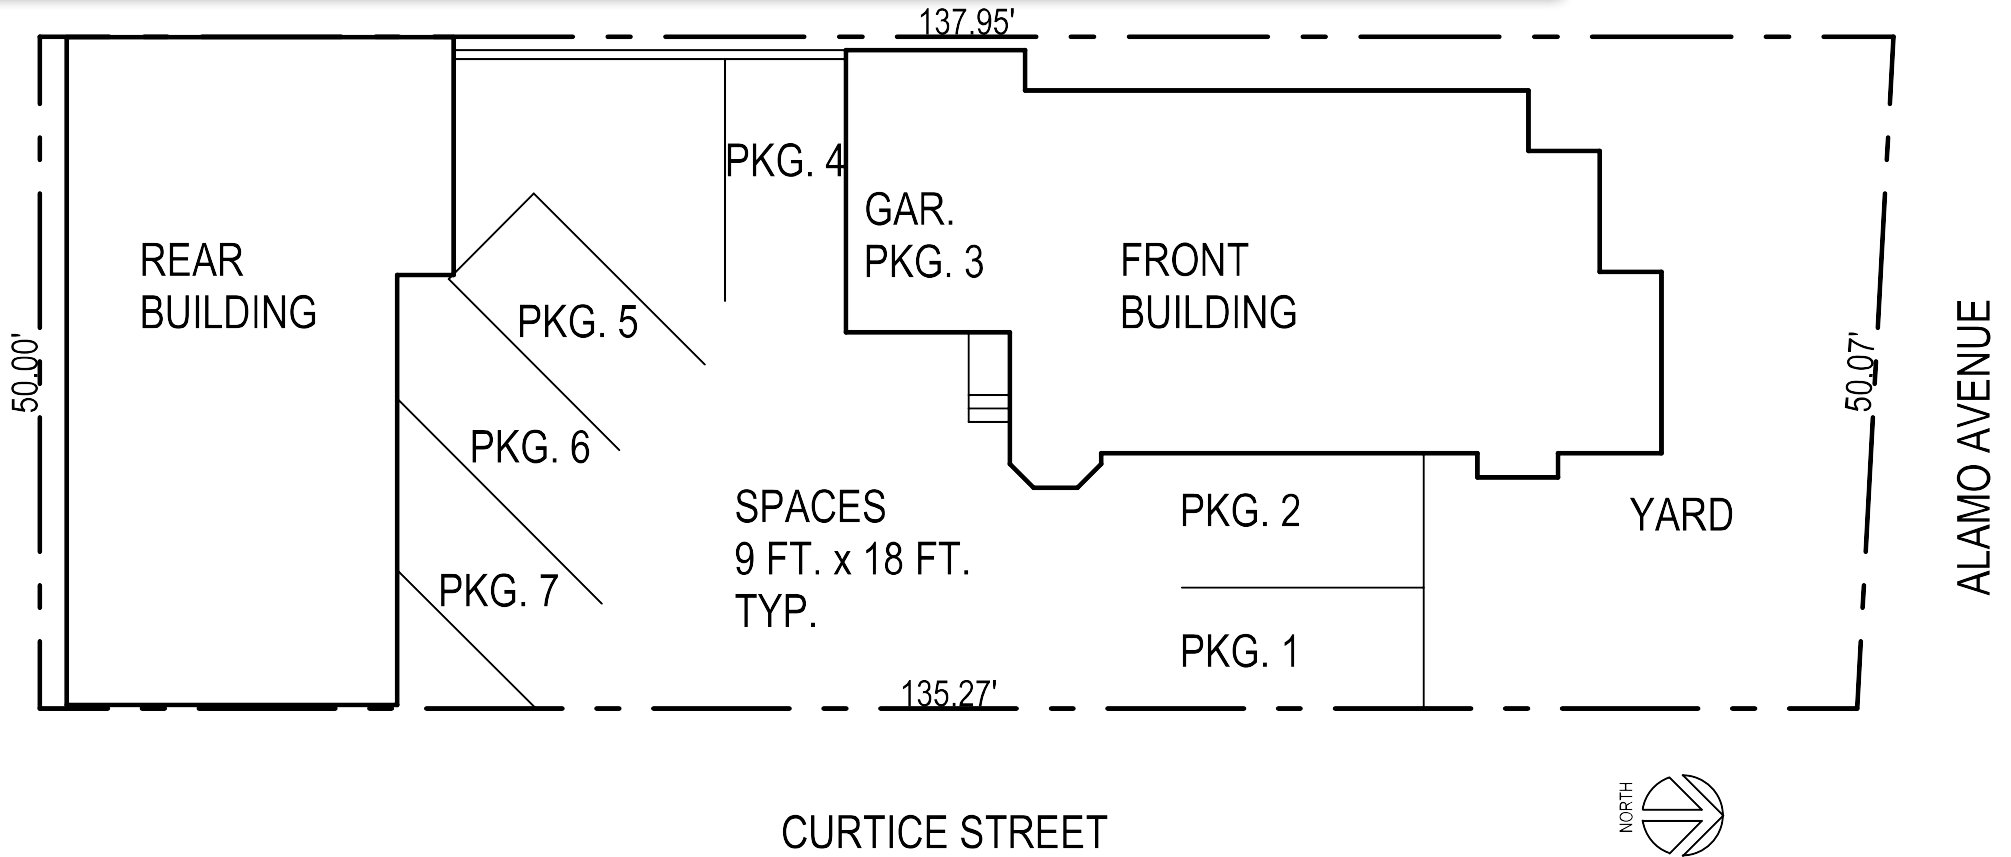 137.95'
PKG. 4
GAR.
PKG. 3
REAR
BUILDING
FRONT
BUILDING
PKG. 5
50.00'
50.07'
ALAMO AVENUE
PKG. 6
SPACES
9 FT. x 18 FT.
TYP.
PKG. 2
YARD
PKG. 7
PKG. 1
135.27'
NORTH
CURTICE STREET